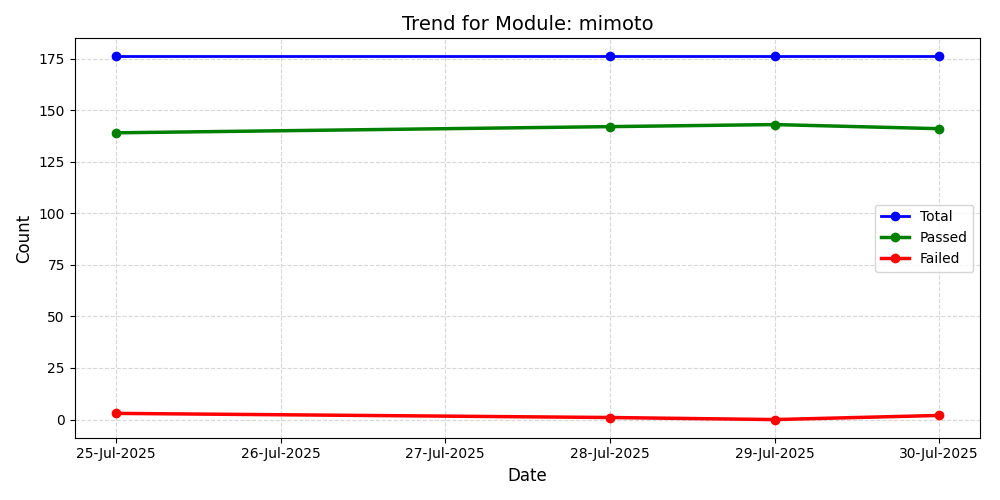 Trend for Module: mimoto
Count
175
150
125
100
75
50
25
0
Total
Passed
Failed
25-Jul-2025
26-Jul-2025
27-Jul-2025
28-Jul-2025
29-Jul-2025
30-Jul-2025
Date